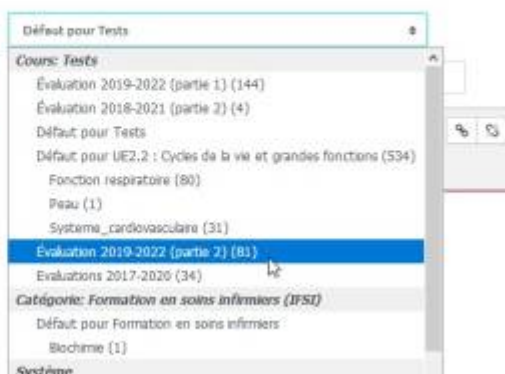 Défaut pour Tests
Cours: Tests
Évaluation 2019-2022 (partie 1) (144)
Évaluation 2018-2021 (partie 2) (4)
Défaut pour Tests
Défaut pour UE2.2 : Cycles de la vie et grandes fonctions (534)
Fonction respiratoire (80)
Peau (1)
Systeme_cardiovasculaire (31)
Évaluation 2019-2022 (partie 2) (81)
Evaluations 2017-2020 (34)
Catégorie: Formation en soins infirmiers (IFSI)
Défaut pour Formation en soins infirmiers
Biochimie (1)
Système